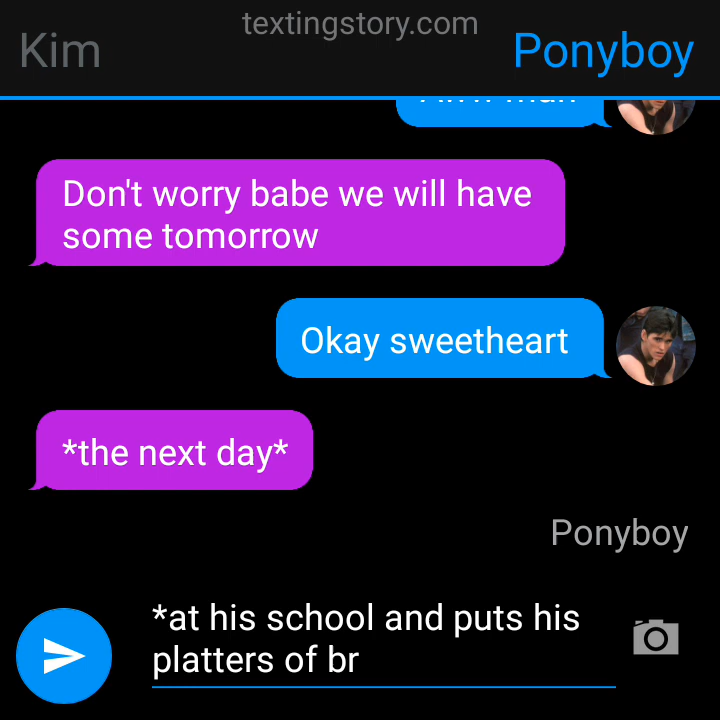 textingstory.com
Kim
Ponyboy
Don't worry babe we will have
some tomorrow
Okay sweetheart
*the next day*
Ponyboy
*at his school and puts his
platters of br